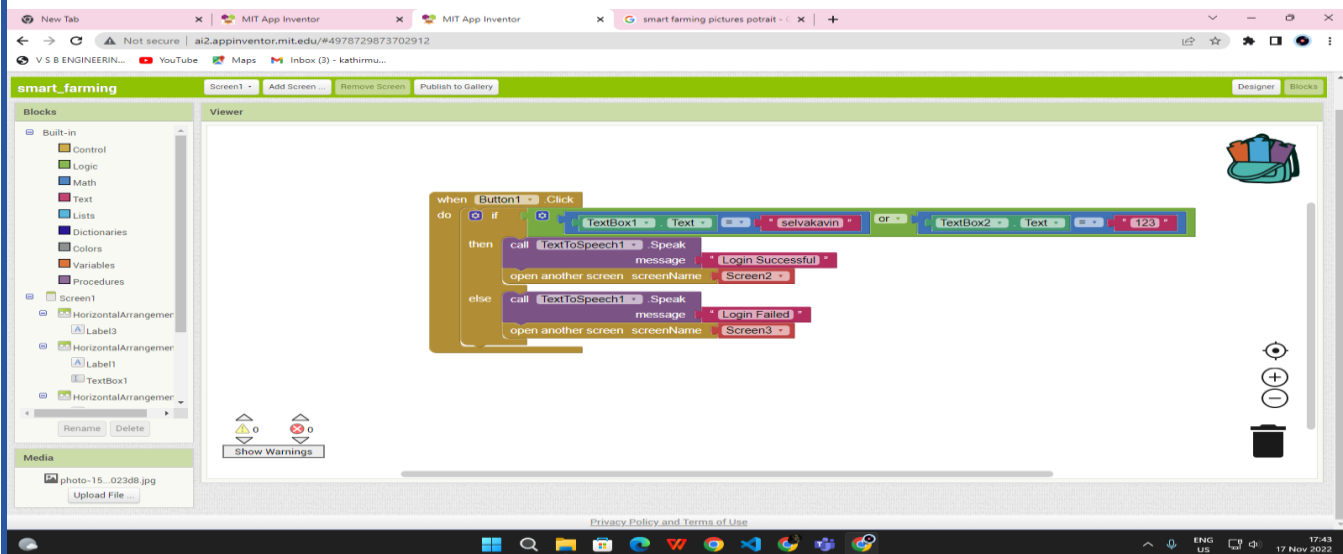 New Tab MIT App Inventor MIT App Inventor smart farming pictures potrait - G
Not secure ai2.appinventor.mit.edu/#4978729873702912
V S B ENGINEERIN... YouTube Maps Inbox (3) - kathirmu...
smart_farming Screen1 Add Screen ... Remove Screen Publish to Gallery Designer Blocks
Blocks Viewer
Built-in
Control
Logic
Math
Text
Lists
Dictionaries
Colors
Variables
Procedures
Screen1
HorizontalArrangemer
Label3
HorizontalArrangemer
Label1
TextBox1
HorizontalArrangemer
Rename Delete
Media
photo-15...023d8.jpg
Upload File ...
when Button1 .Click
do if TextBox1 . Text = " selvakavin " or TextBox2 . Text = " 123 "
then call TextToSpeech1 .Speak
message " Login Successful "
open another screen screenName Screen2
else call TextToSpeech1 .Speak
message " Login Failed "
open another screen screenName Screen3
0 0
Show Warnings
Privacy Policy and Terms of Use
ENG 17:43
US 17 Nov 2022